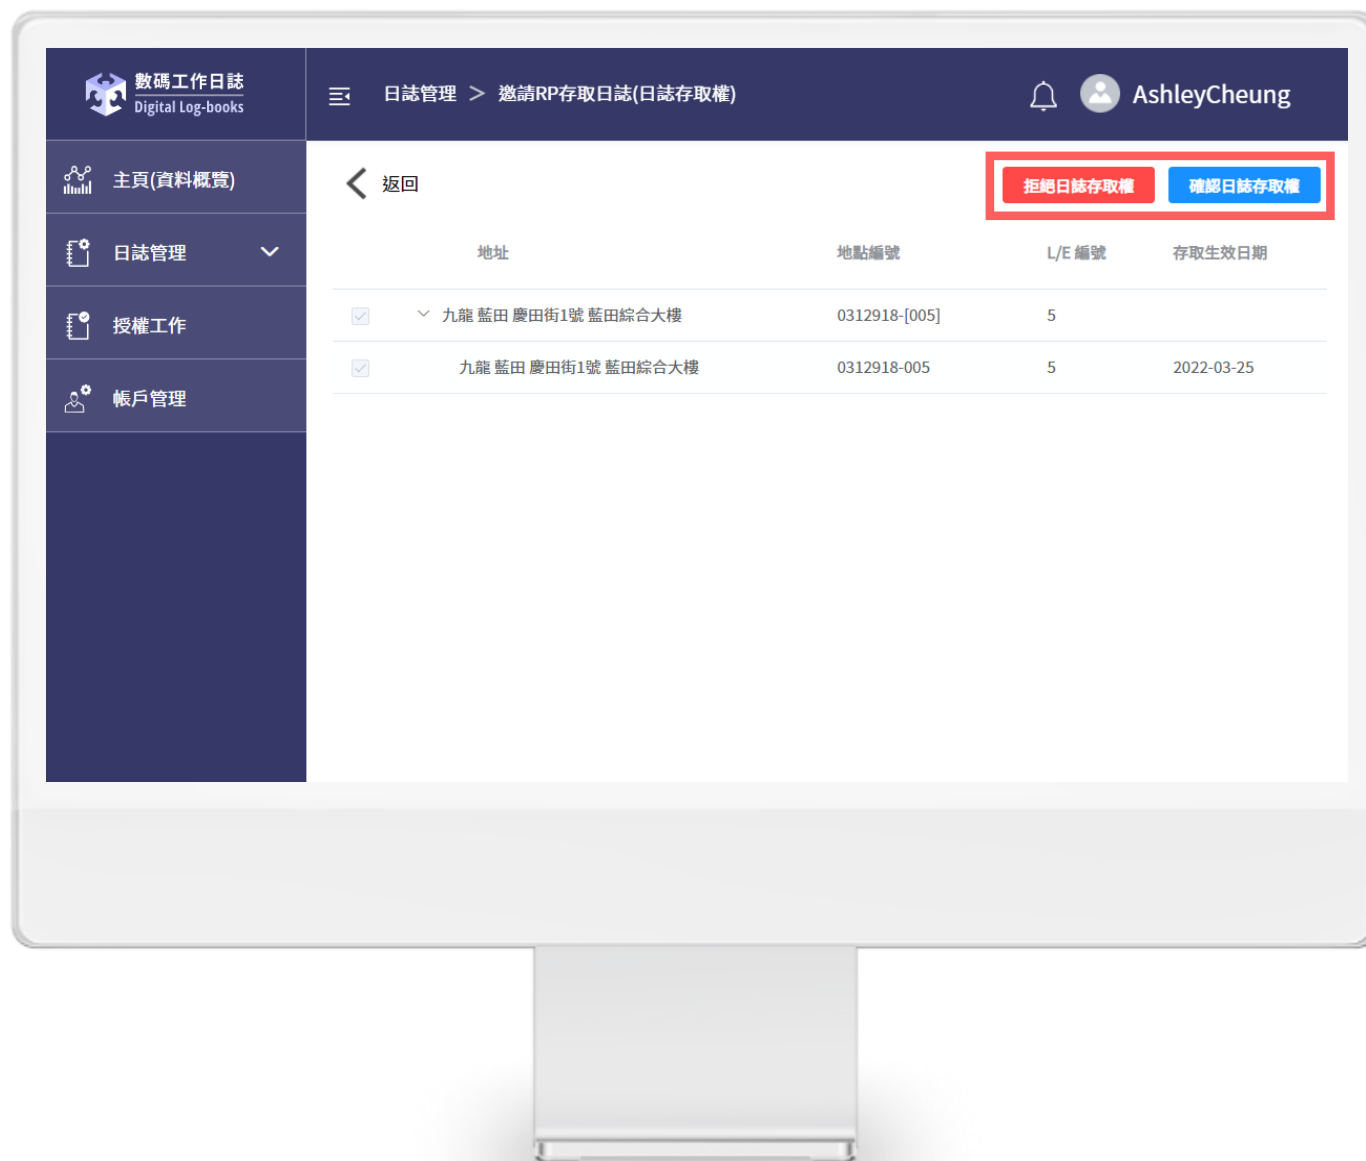 數碼工作日誌
Digital Log-books
日誌管理 > 邀請RP存取日誌(日誌存取權)
AshleyCheung
主頁(資料概覽)
日誌管理
授權工作
帳戶管理
返回
拒絕日誌存取權 確認日誌存取權
地址 地點編號 L/E 編號 存取生效日期
九龍 藍田 慶田街1號 藍田綜合大樓 0312918-[005] 5
九龍 藍田 慶田街1號 藍田綜合大樓 0312918-005 5 2022-03-25